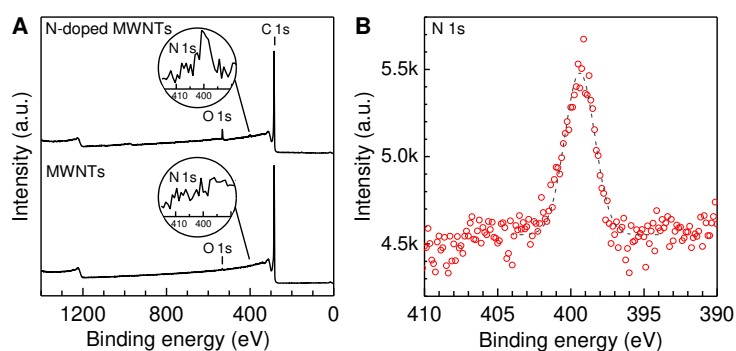 A
N-doped MWNTs
C 1s
N 1s
410 400
O 1s
MWNTs
N 1s
410 400
O 1s
Intensity (a.u.)
1200 800 400 0
Binding energy (eV)
B
N 1s
5.5k
5.0k
4.5k
Intensity (a.u.)
410 405 400 395 390
Binding energy (eV)